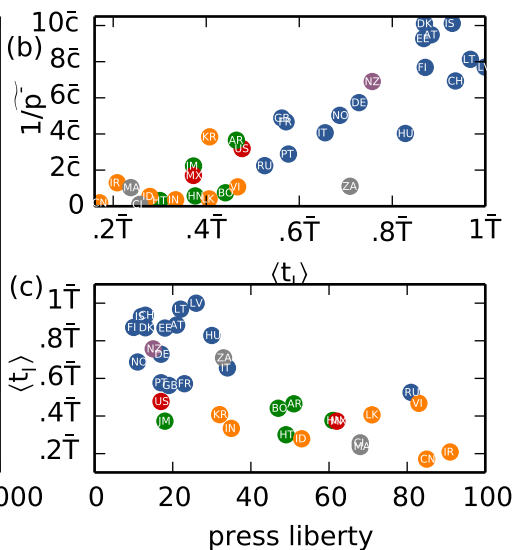 (b)
10c̄
8c̄
6c̄
4c̄
2c̄
0
1/p̃
DK IS
EE AT
FI LT LV
CH
NZ
DE
NO
GB
FR
IT HU
KR
AR
US
PT
JM
MX
RU
IR MA
VI
ZA
CN ID HT IN HN LK BO
.2T̄ .4T̄ .6T̄ .8T̄ 1T̄
⟨t_l⟩
(c)
1T̄
.8T̄
.6T̄
.4T̄
.2T̄
⟨t_l⟩
LV
IS CH LT
FI DK EE AT HU
NZ DE
NO ZA IT
PT GB FR
US
JM
RU
KR IN
BO AR
HT ID
HN MX
LK VI
CL
MA
CN IR
000 0 20 40 60 80 100
press liberty